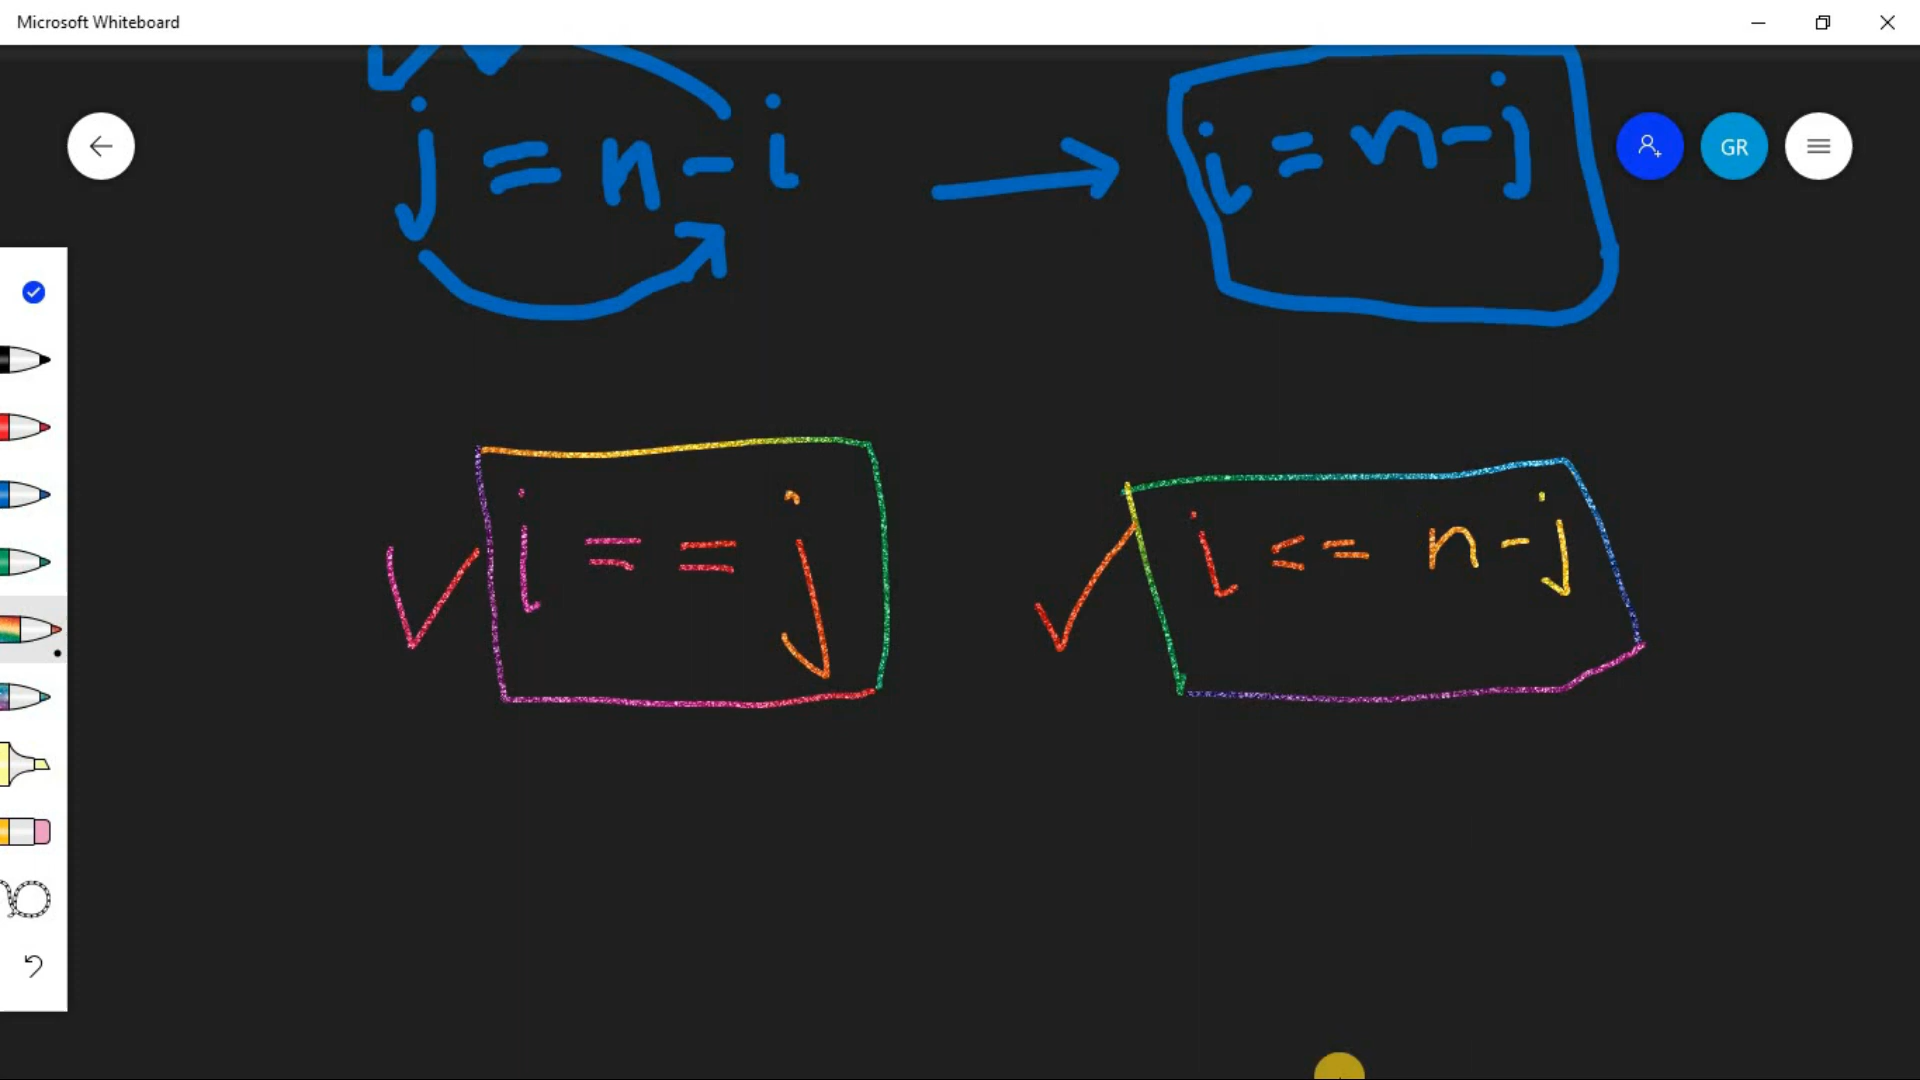 Microsoft Whiteboard
j = n - i → i = n - j
GR
i == j
i <= n - j